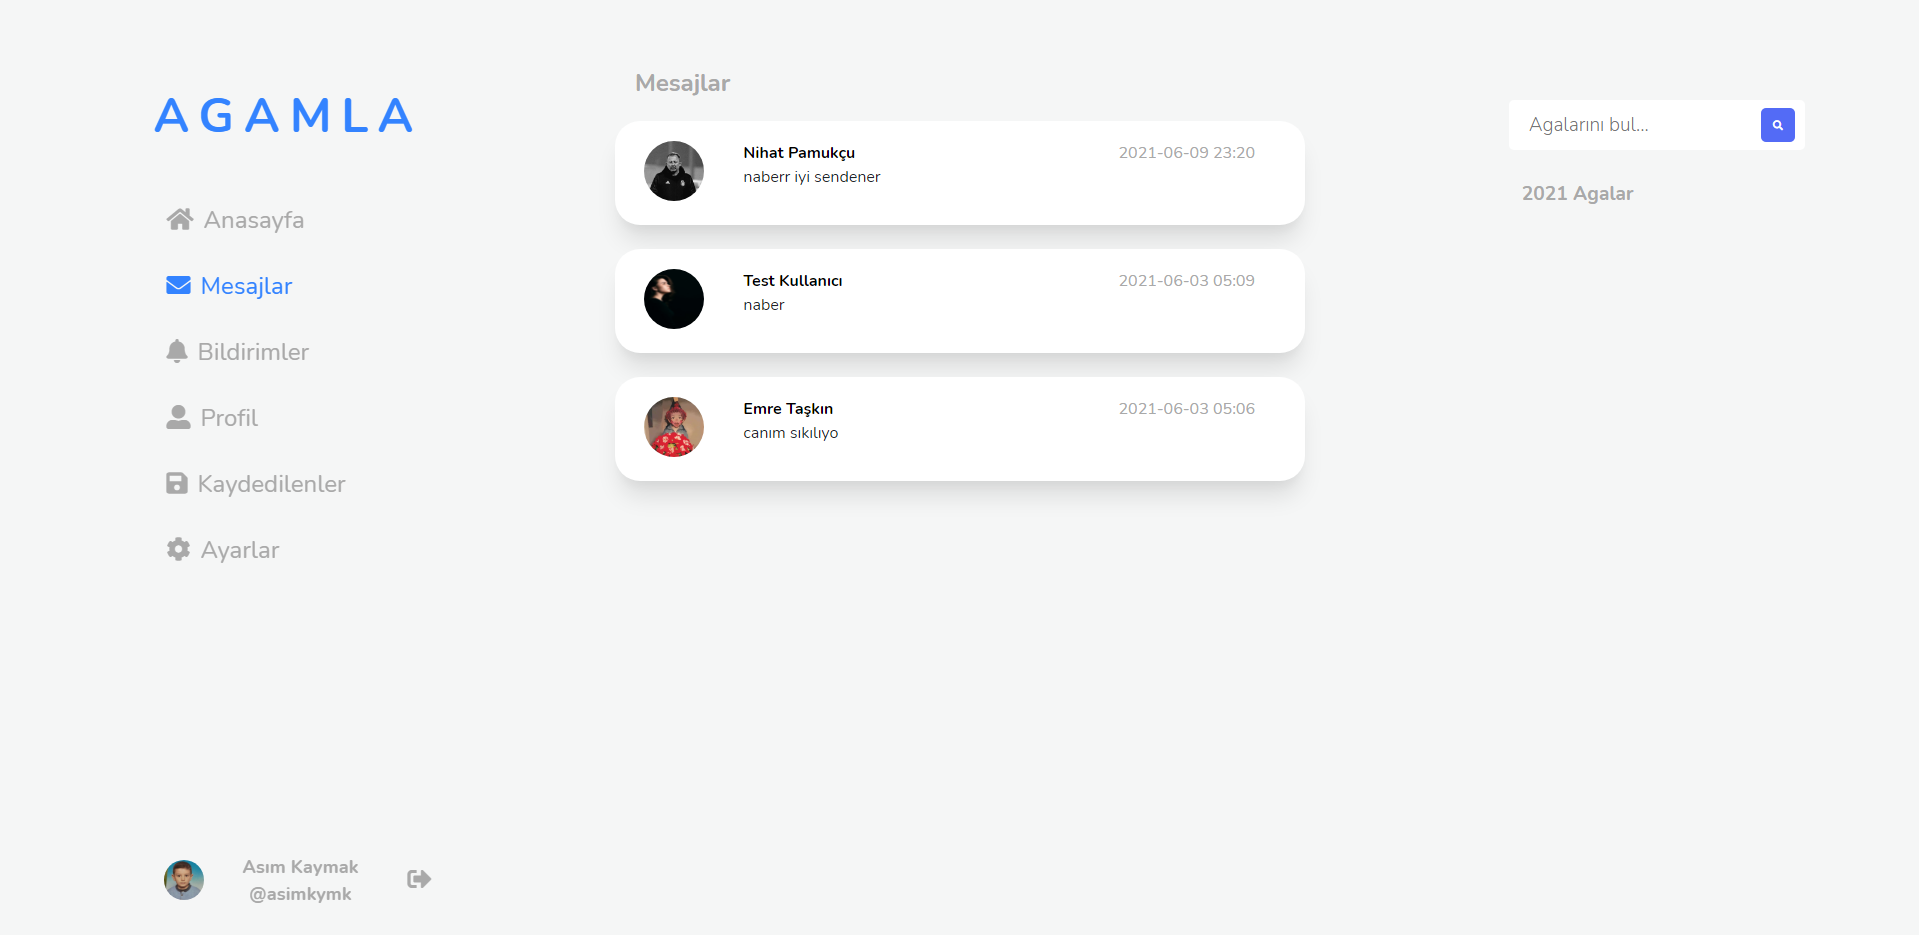 AGAMLA
Anasayfa
Mesajlar
Bildirimler
Profil
Kaydedilenler
Ayarlar
Asım Kaymak
@asimkymk
Mesajlar
Nihat Pamukçu 2021-06-09 23:20
naberr iyi sendener
Test Kullanıcı 2021-06-03 05:09
naber
Emre Taşkın 2021-06-03 05:06
canım sıkılıyo
Agalarını bul...
2021 Agalar